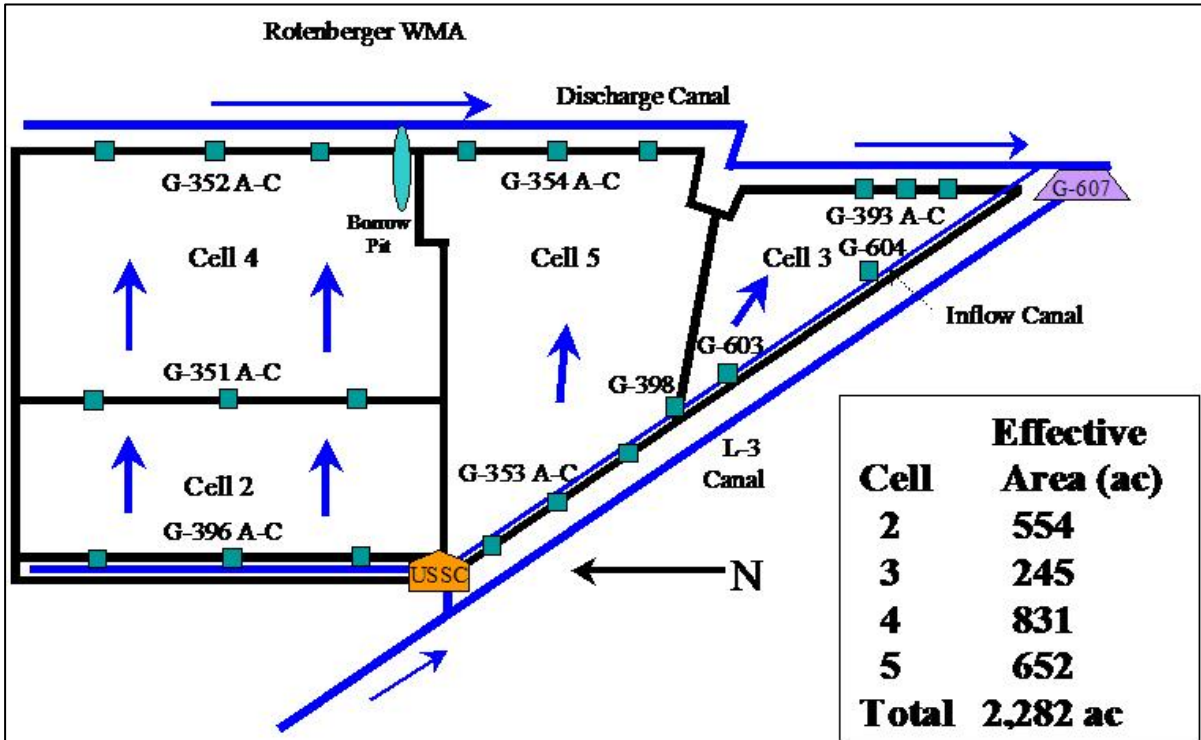 Rotenberger WMA
Discharge Canal
G-352 A-C
G-354 A-C
G-607
G-393 A-C
Borrow
Pit
Cell 4
Cell 5
Cell 3
G-604
Inflow Canal
G-603
G-351 A-C
G-398
L-3
Canal
G-353 A-C
Cell 2
G-396 A-C
USSC
N
Effective
Cell Area (ac)
2 554
3 245
4 831
5 652
Total 2,282 ac